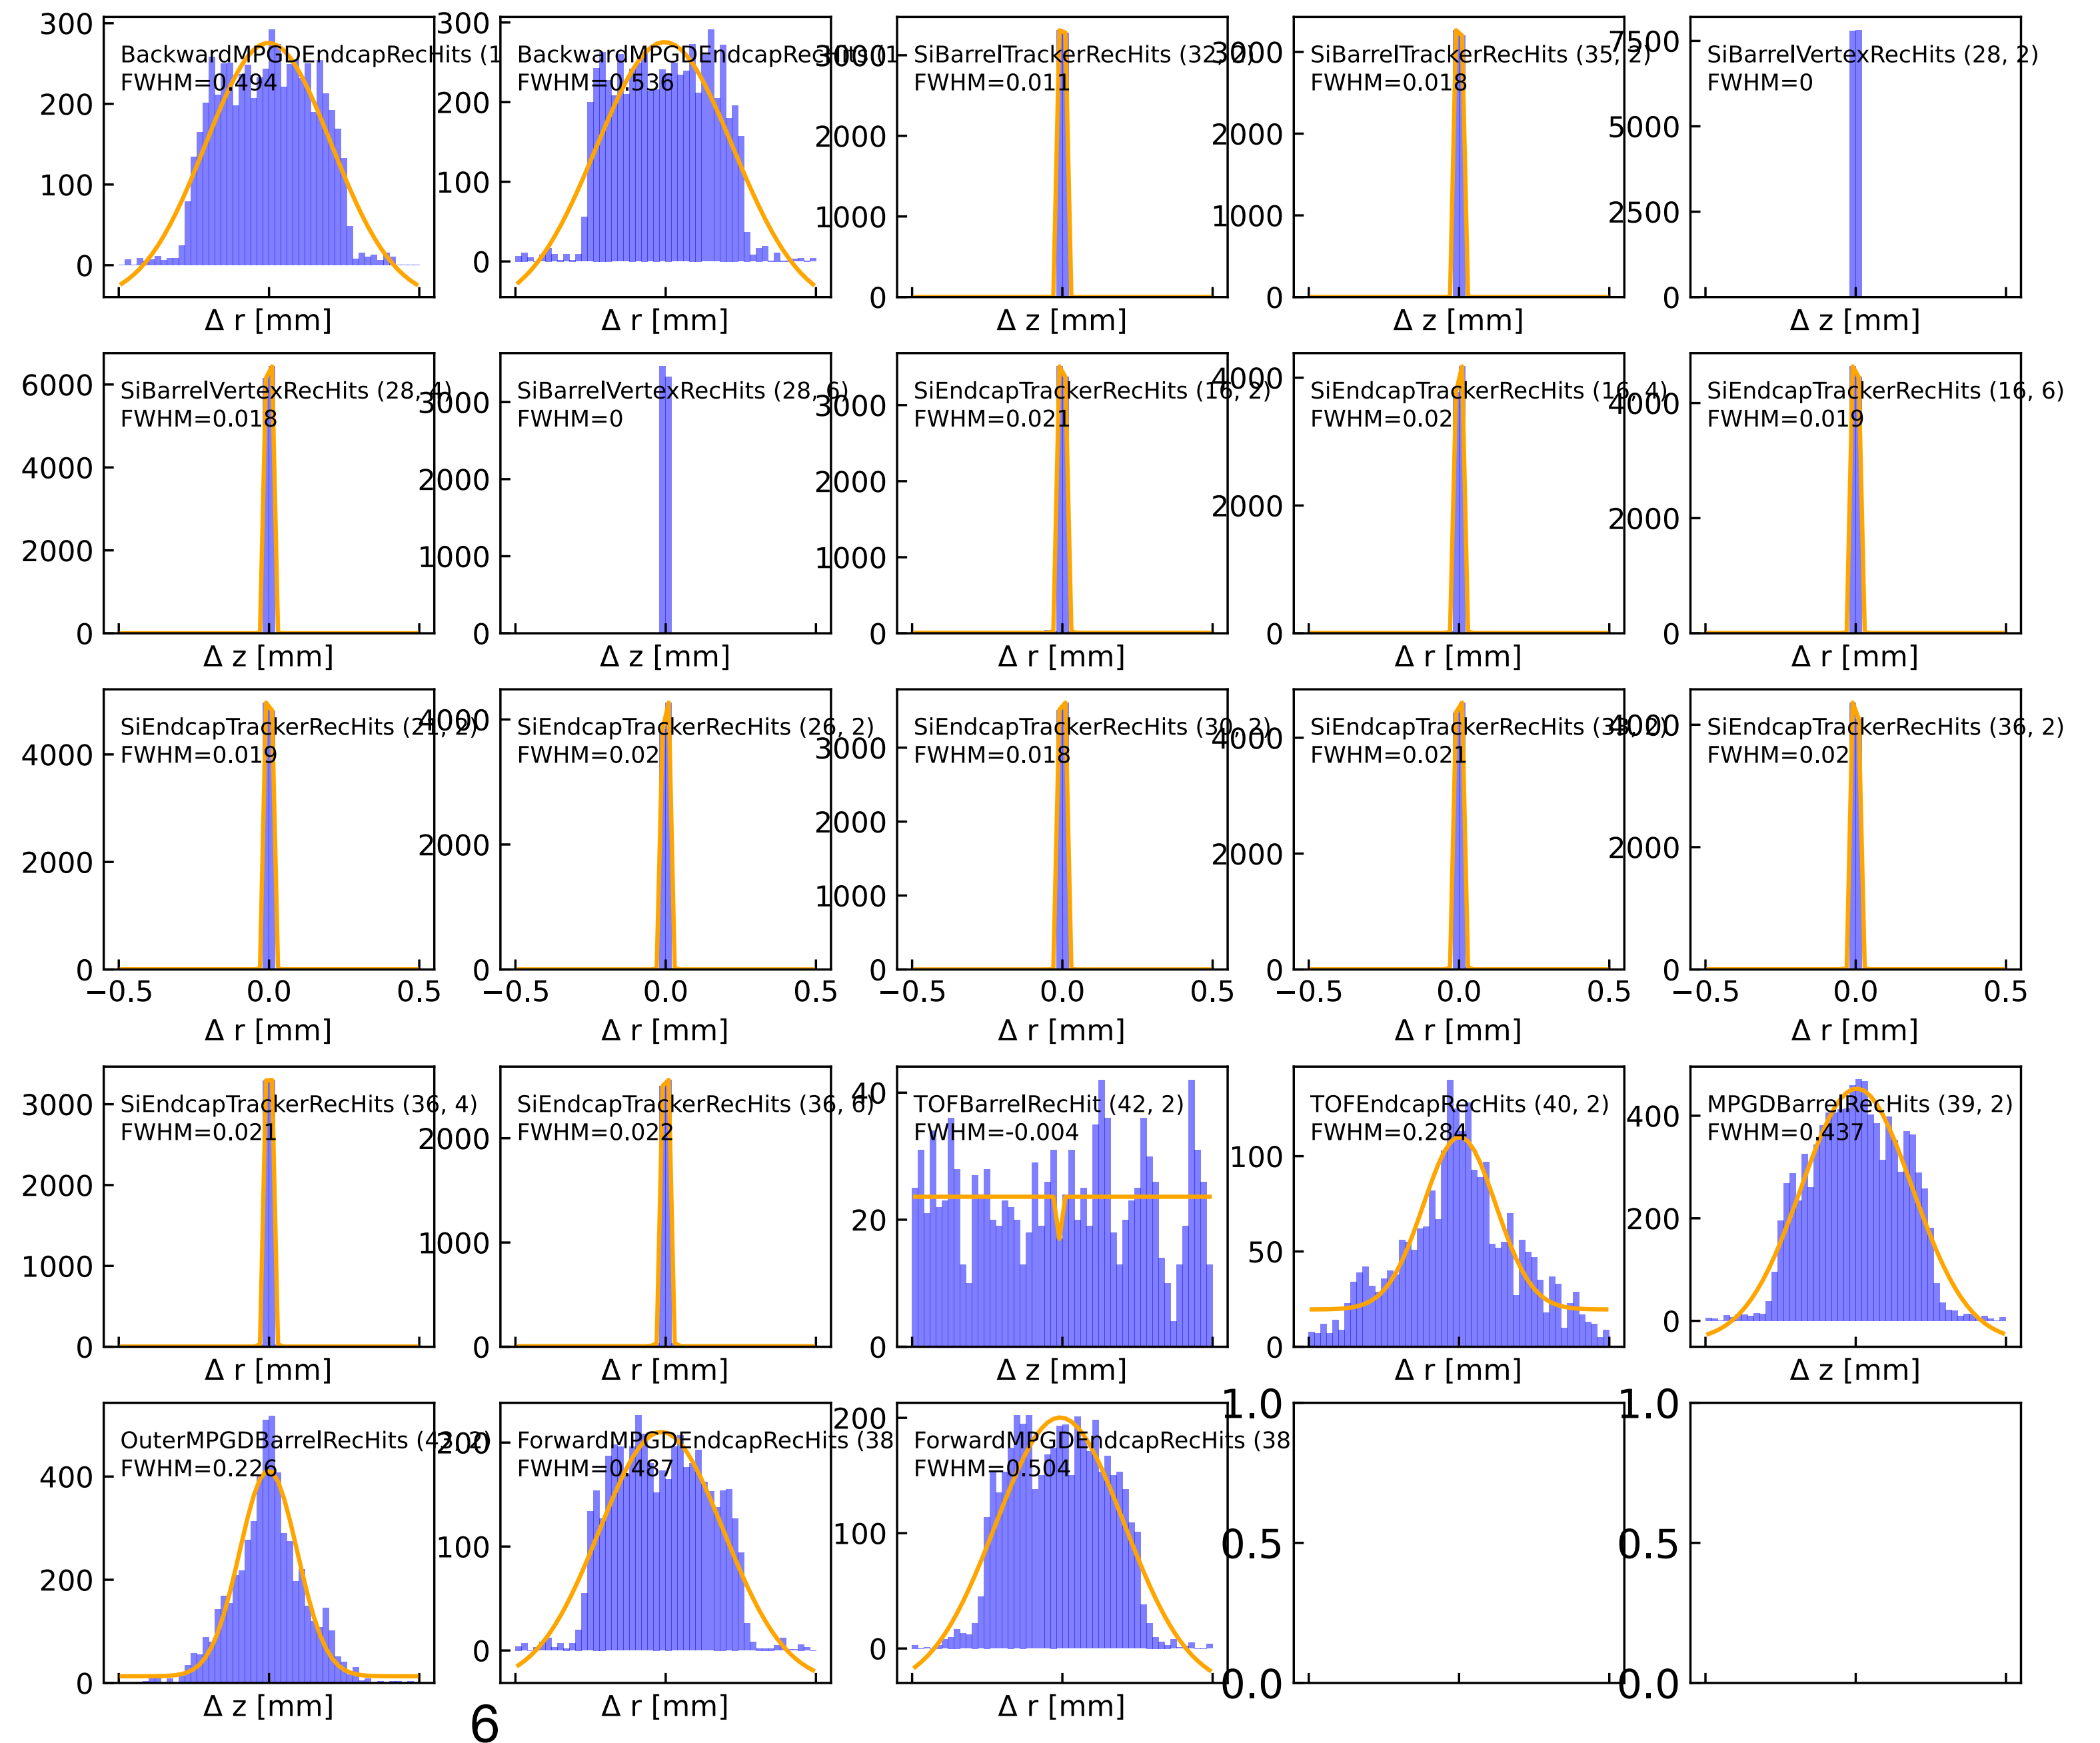 300
200
100
0
BackwardMPGDEndcapRecHits (1
FWHM=0.494
Δ r [mm]
300
200
100
0
BackwardMPGDEndcapRecHits (1
FWHM=0.536
Δ r [mm]
3000
2000
1000
0
SiBarrelTrackerRecHits (32, 2)
FWHM=0.011
Δ z [mm]
3000
2000
1000
0
SiBarrelTrackerRecHits (35, 2)
FWHM=0.018
Δ z [mm]
7500
5000
2500
0
SiBarrelVertexRecHits (28, 2)
FWHM=0
Δ z [mm]
6000
4000
2000
0
SiBarrelVertexRecHits (28, 4)
FWHM=0.018
Δ z [mm]
3000
2000
1000
0
SiBarrelVertexRecHits (28, 6)
FWHM=0
Δ z [mm]
3000
2000
1000
0
SiEndcapTrackerRecHits (16, 2)
FWHM=0.021
Δ r [mm]
4000
2000
0
SiEndcapTrackerRecHits (16, 4)
FWHM=0.02
Δ r [mm]
4000
2000
0
SiEndcapTrackerRecHits (16, 6)
FWHM=0.019
Δ r [mm]
4000
2000
0
SiEndcapTrackerRecHits (21, 2)
FWHM=0.019
−0.5 0.0 0.5
Δ r [mm]
4000
2000
0
SiEndcapTrackerRecHits (26, 2)
FWHM=0.02
−0.5 0.0 0.5
Δ r [mm]
3000
2000
1000
0
SiEndcapTrackerRecHits (30, 2)
FWHM=0.018
−0.5 0.0 0.5
Δ r [mm]
4000
2000
0
SiEndcapTrackerRecHits
FWHM=0.021
−0.5 0.0 0.5
Δ r [mm]
4000
2000
0
SiEndcapTrackerRecHits (36, 2)
FWHM=0.02
−0.5 0.0 0.5
Δ r [mm]
3000
2000
1000
0
SiEndcapTrackerRecHits (36, 4)
FWHM=0.021
Δ r [mm]
2000
1000
0
SiEndcapTrackerRecHits (36, 6)
FWHM=0.022
Δ r [mm]
40
20
0
TOFBarrelRecHit (42, 2)
FWHM=-0.004
Δ z [mm]
100
50
0
TOFEndcapRecHits (40, 2)
FWHM=0.284
Δ r [mm]
400
200
0
MPGDBarrelRecHits (39, 2)
FWHM=0.437
Δ z [mm]
400
200
0
OuterMPGDBarrelRecHits
FWHM=0.226
Δ z [mm]
200
100
0
ForwardMPGDEndcapRecHits (38
FWHM=0.487
Δ r [mm]
200
100
0
ForwardMPGDEndcapRecHits (38
FWHM=0.504
Δ r [mm]
1.0
0.5
0.0
1.0
0.5
0.0
6